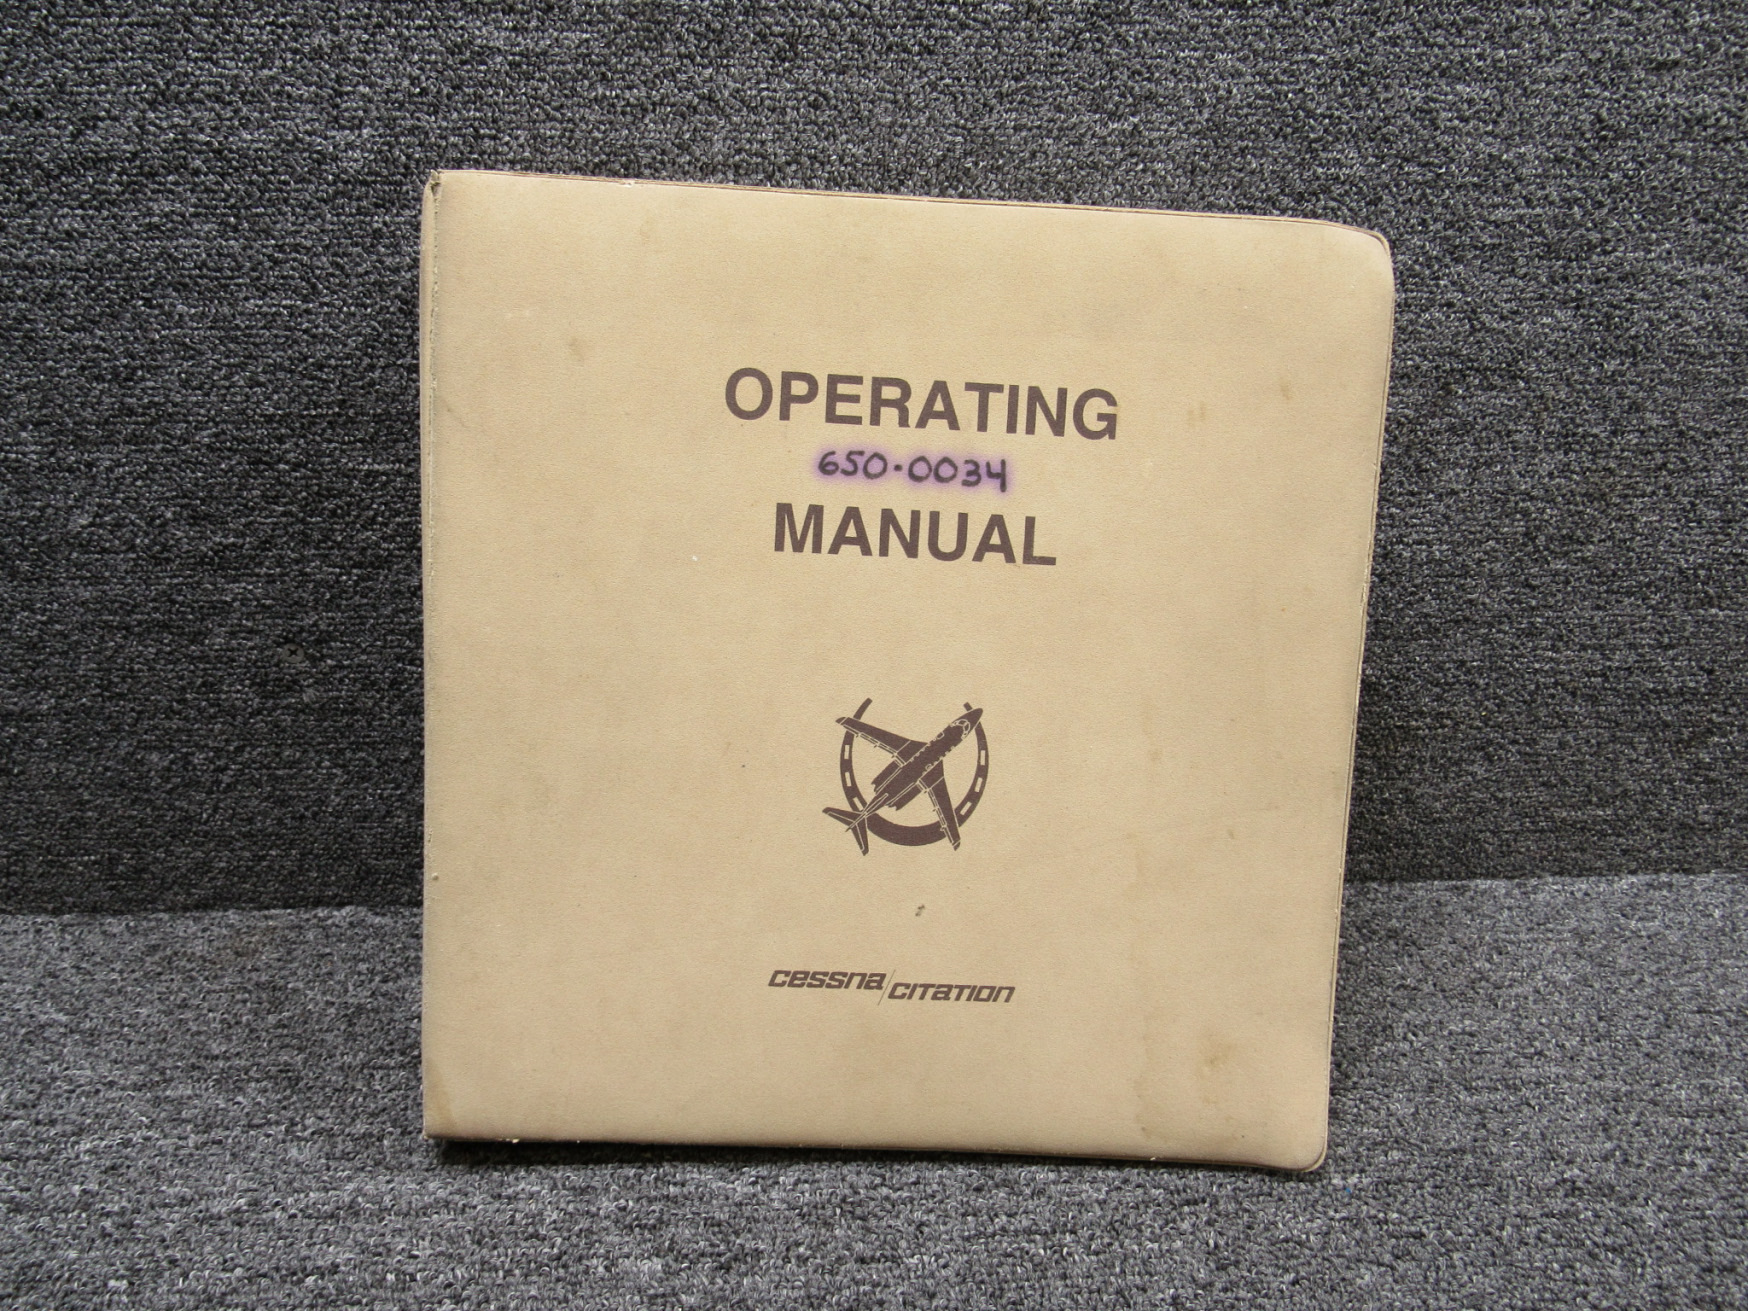 OPERATING
650-0034
MANUAL
cessna/citation